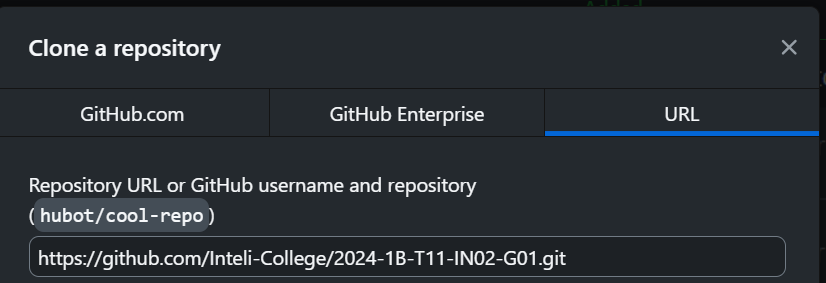 Added
Clone a repository
GitHub.com
GitHub Enterprise
URL
Repository URL or GitHub username and repository
(hubot/cool-repo)
https://github.com/Inteli-College/2024-1B-T11-IN02-G01.git